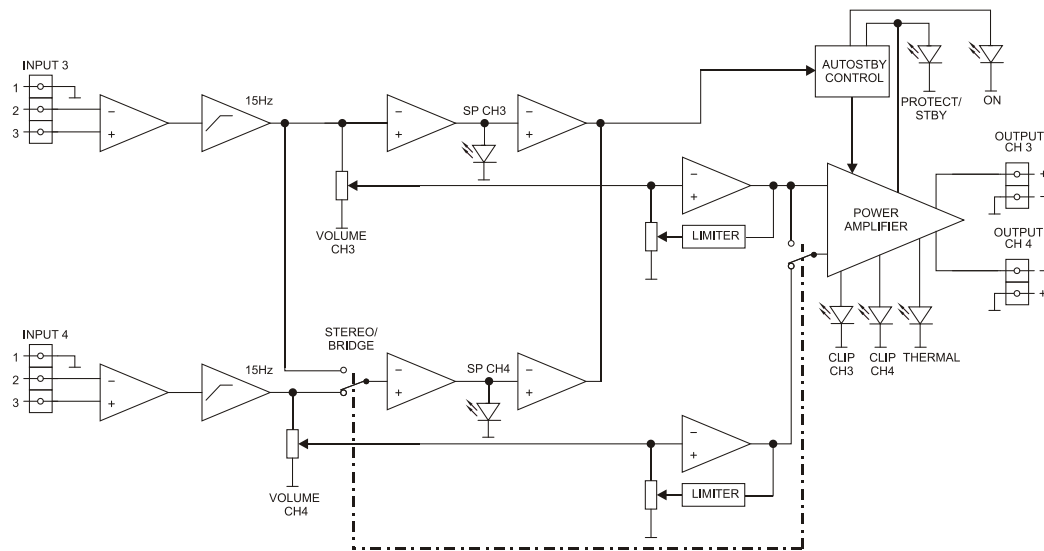 INPUT 3
1
2
3
−
+
15Hz
−
+
SP CH3
−
+
AUTOSTBY
CONTROL
PROTECT/
STBY
ON
OUTPUT
CH 3
+
−
VOLUME
CH3
−
+
LIMITER
POWER
AMPLIFIER
OUTPUT
CH 4
−
+
CLIP
CH3
CLIP
CH4
THERMAL
INPUT 4
1
2
3
−
+
15Hz
STEREO/
BRIDGE
−
+
SP CH4
−
+
VOLUME
CH4
−
+
LIMITER